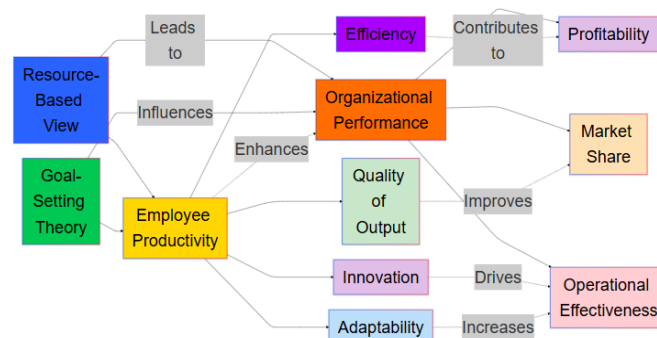 Leads
to
Efficiency
Contributes
to
Profitability
Resource-
Based
View
Influences
Organizational
Performance
Market
Share
Enhances
Goal-
Setting
Theory
Employee
Productivity
Quality
of
Output
Improves
Innovation
Drives
Operational
Effectiveness
Adaptability
Increases